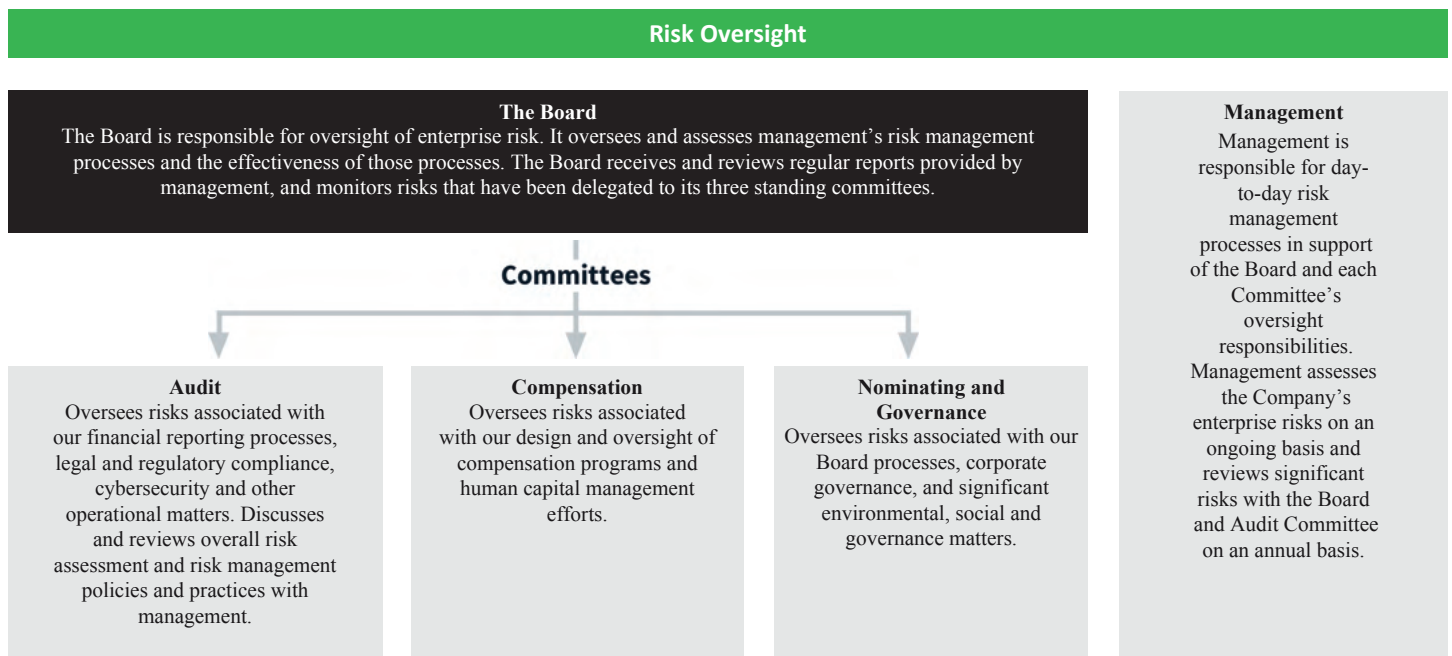 Risk Oversight
The Board
The Board is responsible for oversight of enterprise risk. It oversees and assesses management’s risk management
processes and the effectiveness of those processes. The Board receives and reviews regular reports provided by
management, and monitors risks that have been delegated to its three standing committees.
Committees
Audit
Oversees risks associated with
our financial reporting processes,
legal and regulatory compliance,
cybersecurity and other
operational matters. Discusses
and reviews overall risk
assessment and risk management
policies and practices with
management.
Compensation
Oversees risks associated
with our design and oversight of
compensation programs and
human capital management
efforts.
Nominating and
Governance
Oversees risks associated with our
Board processes, corporate
governance, and significant
environmental, social and
governance matters.
Management
Management is
responsible for day-
to-day risk
management
processes in support
of the Board and each
Committee’s
oversight
responsibilities.
Management assesses
the Company’s
enterprise risks on an
ongoing basis and
reviews significant
risks with the Board
and Audit Committee
on an annual basis.